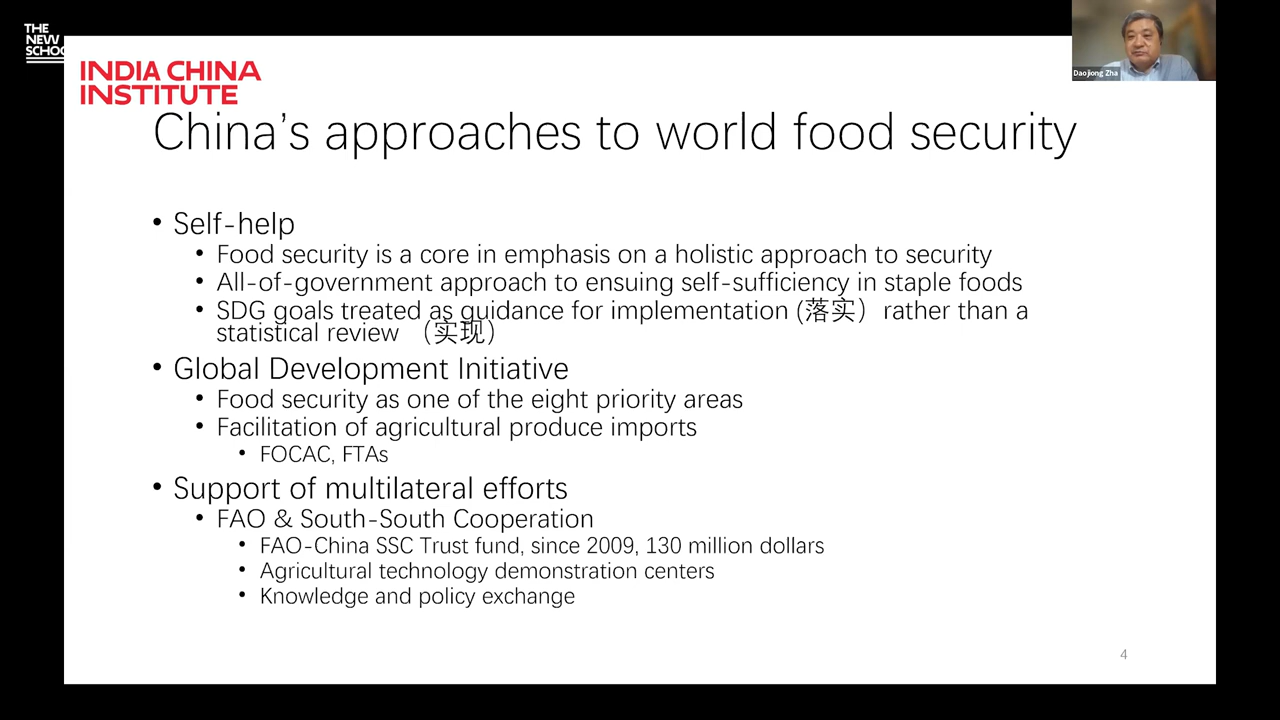 THE
NEW
SCHOO
INDIA CHINA
INSTITUTE
Daojiong Zha
China's approaches to world food security
• Self-help
• Food security is a core in emphasis on a holistic approach to security
• All-of-government approach to ensuing self-sufficiency in staple foods
• SDG goals treated as guidance for implementation (落实） rather than a
statistical review （实现）
• Global Development Initiative
• Food security as one of the eight priority areas
• Facilitation of agricultural produce imports
• FOCAC, FTAs
• Support of multilateral efforts
• FAO & South-South Cooperation
• FAO-China SSC Trust fund, since 2009, 130 million dollars
• Agricultural technology demonstration centers
• Knowledge and policy exchange
4